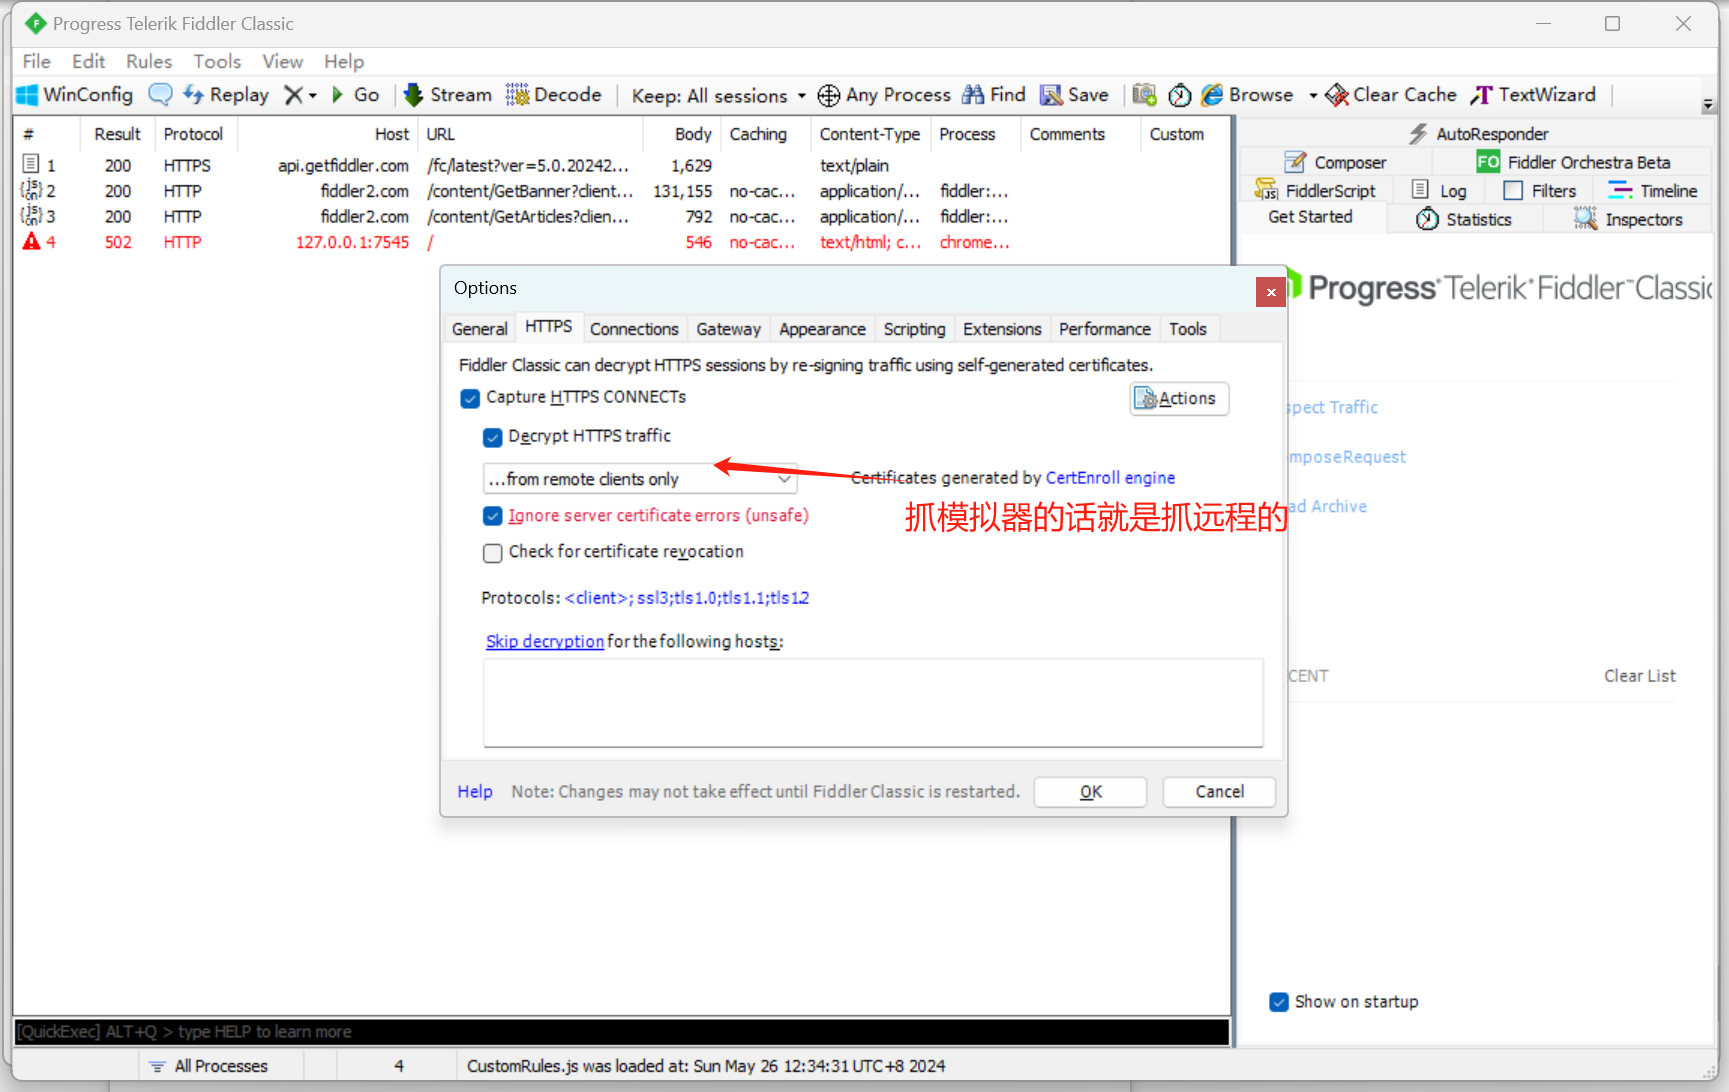 Progress Telerik Fiddler Classic
File Edit Rules Tools View Help
WinConfig Replay Go Stream Decode Keep: All sessions Any Process Find Save Browse Clear Cache TextWizard
# Result Protocol Host URL Body Caching Content-Type Process Comments Custom
1 200 HTTPS api.getfiddler.com /fc/latest?ver=5.0.20242... 1,629 text/plain
2 200 HTTP fiddler2.com /content/GetBanner?client... 131,155 no-cac... application/... fiddler:...
3 200 HTTP fiddler2.com /content/GetArticles?clien... 792 no-cac... application/... fiddler:...
4 502 HTTP 127.0.0.1:7545 / 546 no-cac... text/html; c... chrome...
AutoResponder
Composer FO Fiddler Orchestra Beta
FiddlerScript Log Filters Timeline
Get Started Statistics Inspectors
Progress Telerik Fiddler Classic
Options
General HTTPS Connections Gateway Appearance Scripting Extensions Performance Tools
Fiddler Classic can decrypt HTTPS sessions by re-signing traffic using self-generated certificates.
Capture HTTPS CONNECTs Actions
Decrypt HTTPS traffic
...from remote clients only Certificates generated by CertEnroll engine
Ignore server certificate errors (unsafe)
抓模拟器的话就是抓远程的
Check for certificate revocation
Protocols: <client>; ssl3;tls1.0;tls1.1;tls1.2
Skip decryption for the following hosts:
Help Note: Changes may not take effect until Fiddler Classic is restarted. OK Cancel
spect Traffic
mposeRequest
ad Archive
CENT Clear List
Show on startup
[QuickExec] ALT+Q > type HELP to learn more
All Processes 4 CustomRules.js was loaded at: Sun May 26 12:34:31 UTC+8 2024